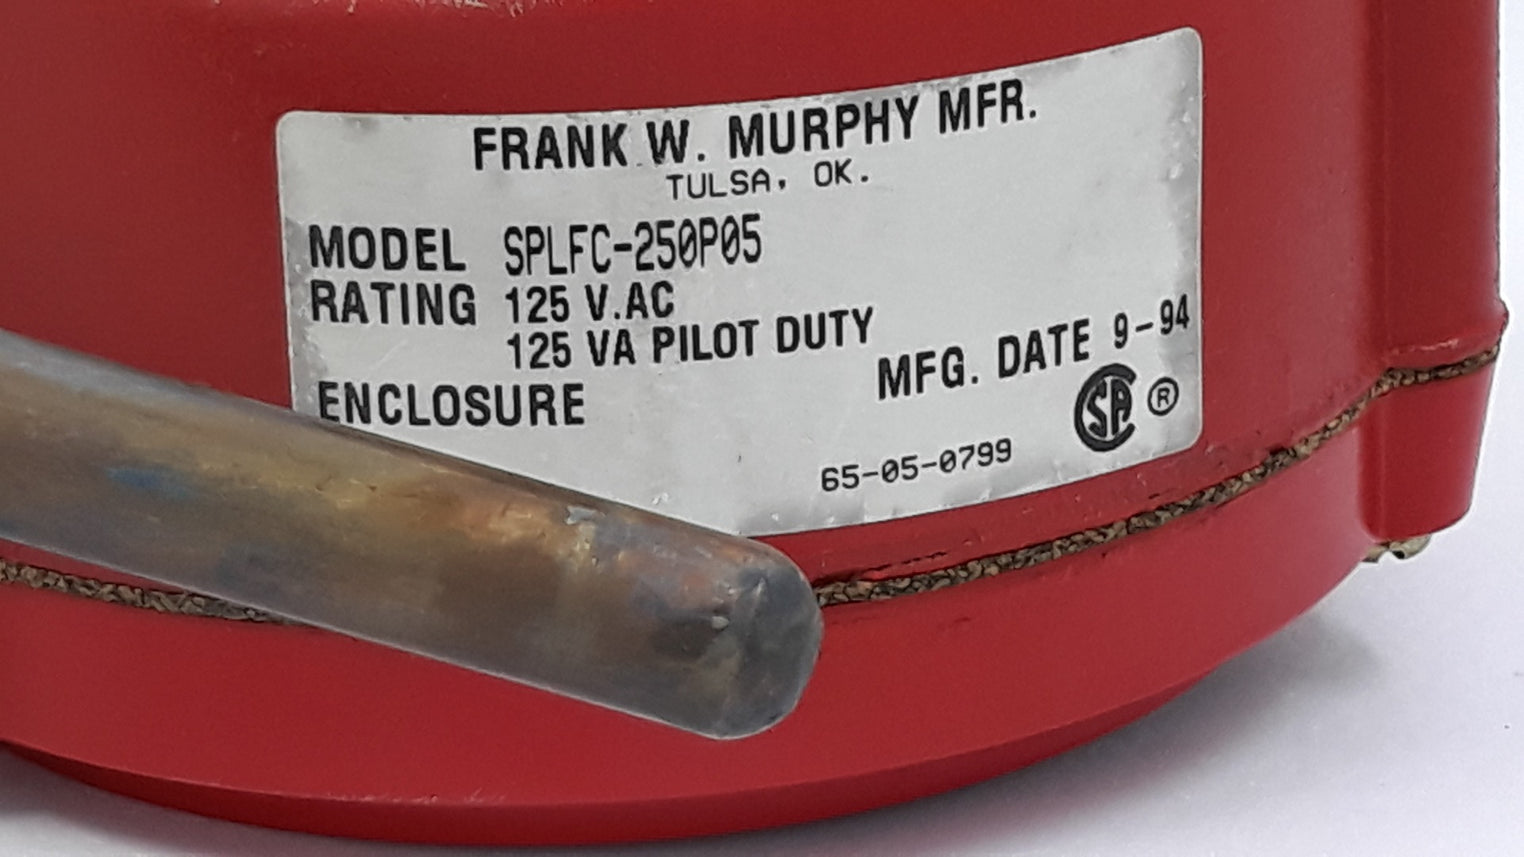 FRANK W. MURPHY MFR.
TULSA, OK.
MODEL SPLFC-250P05
RATING 125 V.AC
125 VA PILOT DUTY
MFG. DATE 9-94
ENCLOSURE
SA ®
65-05-0799